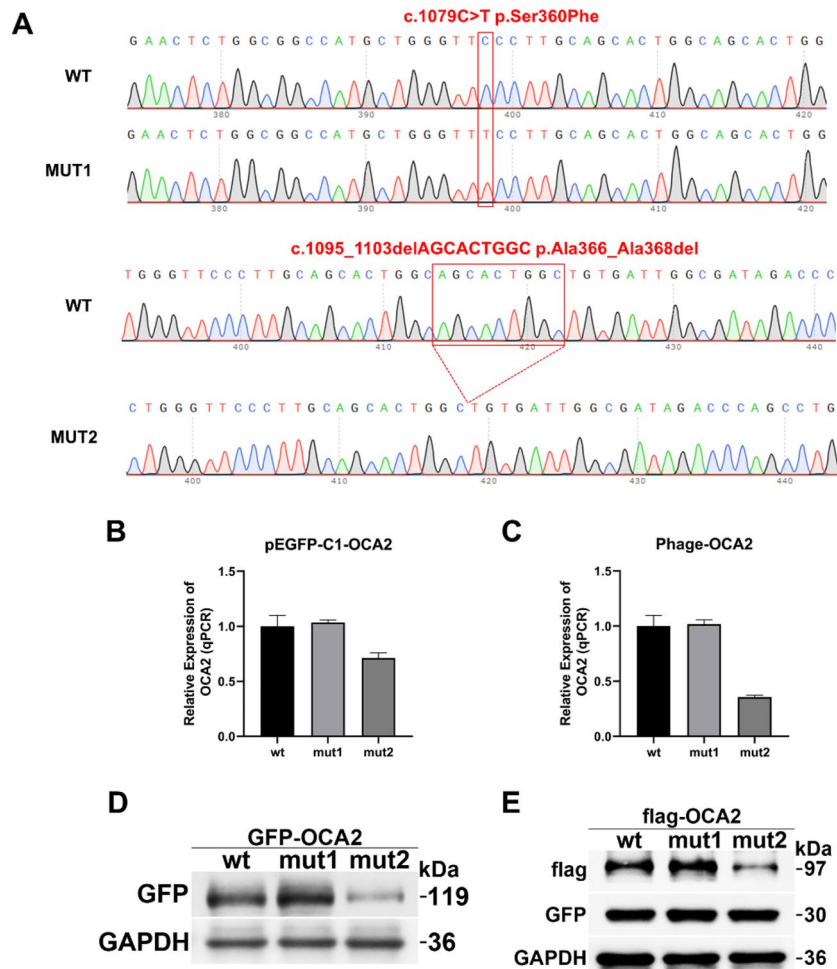 A
c.1079C>T p.Ser360Phe
G A A C T C T G G C G G C C A T G C T G G G T T C C C T T G C A G C A C T G G C A G C A C T G G
WT
380 390 400 410 420
G A A C T C T G G C G G C C A T G C T G G G T T T C C T T G C A G C A C T G G C A G C A C T G G
MUT1
380 390 400 410 420
c.1095_1103delAGCACTGGC p.Ala366_Ala368del
T G G G T T C C C T T G C A G C A C T G G C A G C A C T G G C T G T G A T T G G C G A T A G A C C C
WT
400 410 420 430 440
C T G G G T T C C C T T G C A G C A C T G G C T G T G A T T G G C G A T A G A C C C A G C C T G
MUT2
400 410 420 430 440
B
pEGFP-C1-OCA2
Relative Expression of
OCA2 (qPCR)
1.5
1.0
0.5
0.0
wt mut1 mut2
C
Phage-OCA2
Relative Expression of
OCA2 (qPCR)
1.5
1.0
0.5
0.0
wt mut1 mut2
D
GFP-OCA2
wt mut1 mut2 kDa
GFP -119
GAPDH -36
E
flag-OCA2
wt mut1 mut2 kDa
flag -97
GFP -30
GAPDH -36